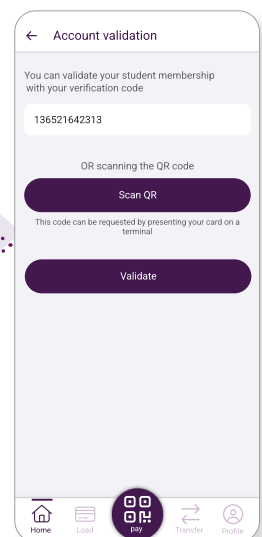 Account validation
You can validate your student membership
with your verification code
136521642313
OR scanning the QR code
Scan QR
This code can be requested by presenting your card on a
terminal
Validate
Home
Load
pay
Transfer
Profile